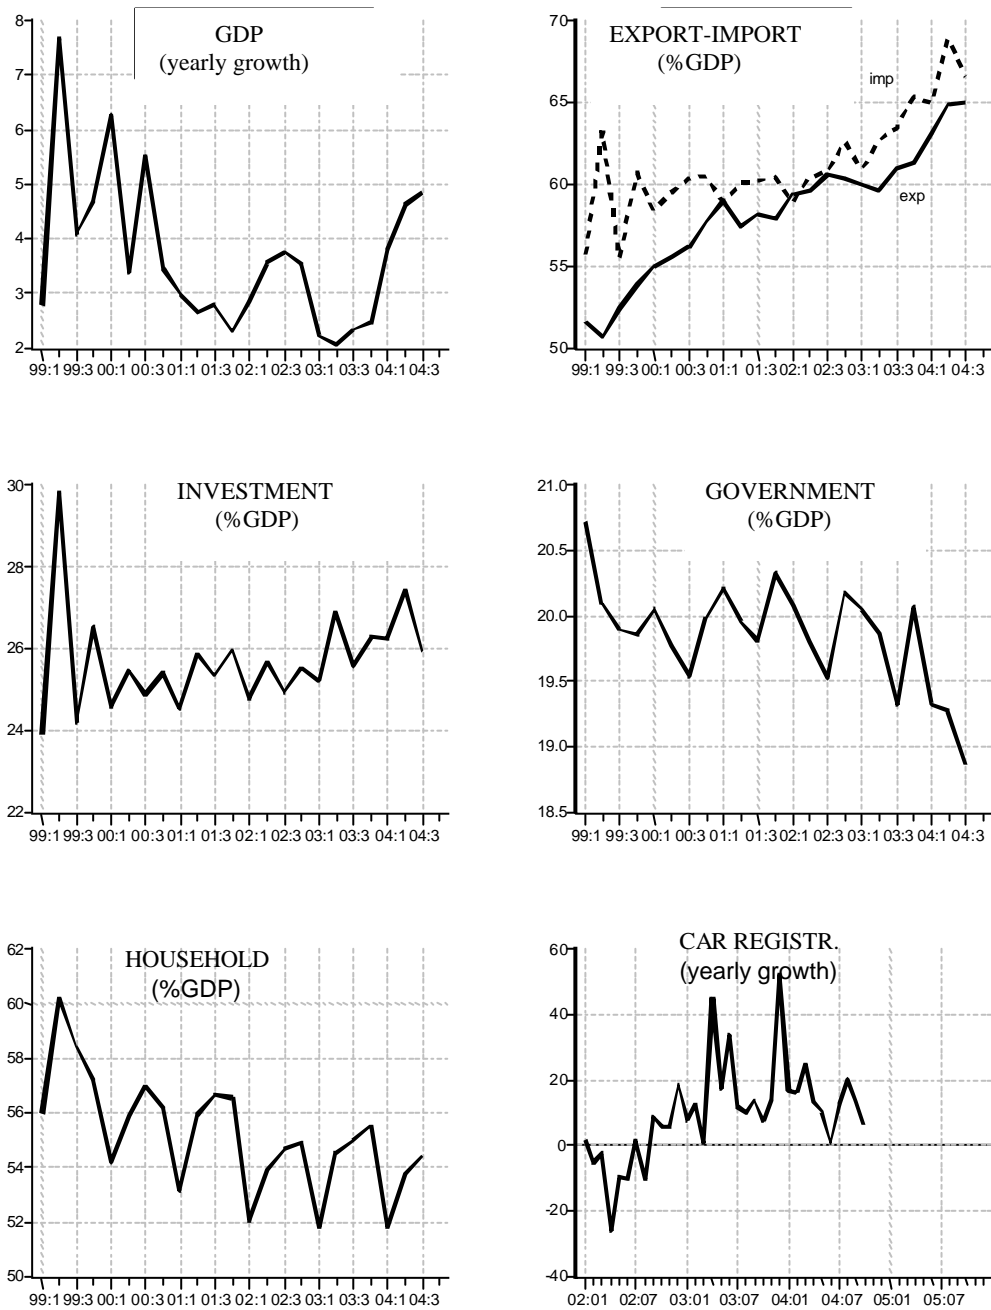 GDP
(yearly growth)
8
7
6
5
4
3
2
99:1 99:3 00:1 00:3 01:1 01:3 02:1 02:3 03:1 03:3 04:1 04:3
EXPORT-IMPORT
(%GDP)
70
65
60
55
50
imp
exp
99:1 99:3 00:1 00:3 01:1 01:3 02:1 02:3 03:1 03:3 04:1 04:3
INVESTMENT
(%GDP)
30
28
26
24
22
99:1 99:3 00:1 00:3 01:1 01:3 02:1 02:3 03:1 03:3 04:1 04:3
GOVERNMENT
(%GDP)
21.0
20.5
20.0
19.5
19.0
18.5
99:1 99:3 00:1 00:3 01:1 01:3 02:1 02:3 03:1 03:3 04:1 04:3
HOUSEHOLD
(%GDP)
62
60
58
56
54
52
50
99:1 99:3 00:1 00:3 01:1 01:3 02:1 02:3 03:1 03:3 04:1 04:3
CAR REGISTR.
(yearly growth)
60
40
20
0
-20
-40
02:01 02:07 03:01 03:07 04:01 04:07 05:01 05:07